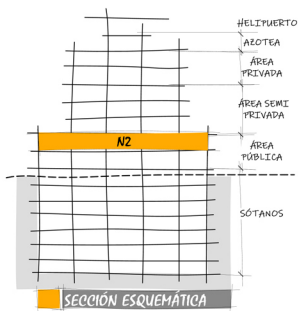 HELIPUERTO
AZOTEA
ÁREA
PRIVADA
ÁREA SEMI
PRIVADA
N2
ÁREA
PÚBLICA
SÓTANOS
SECCIÓN ESQUEMÁTICA